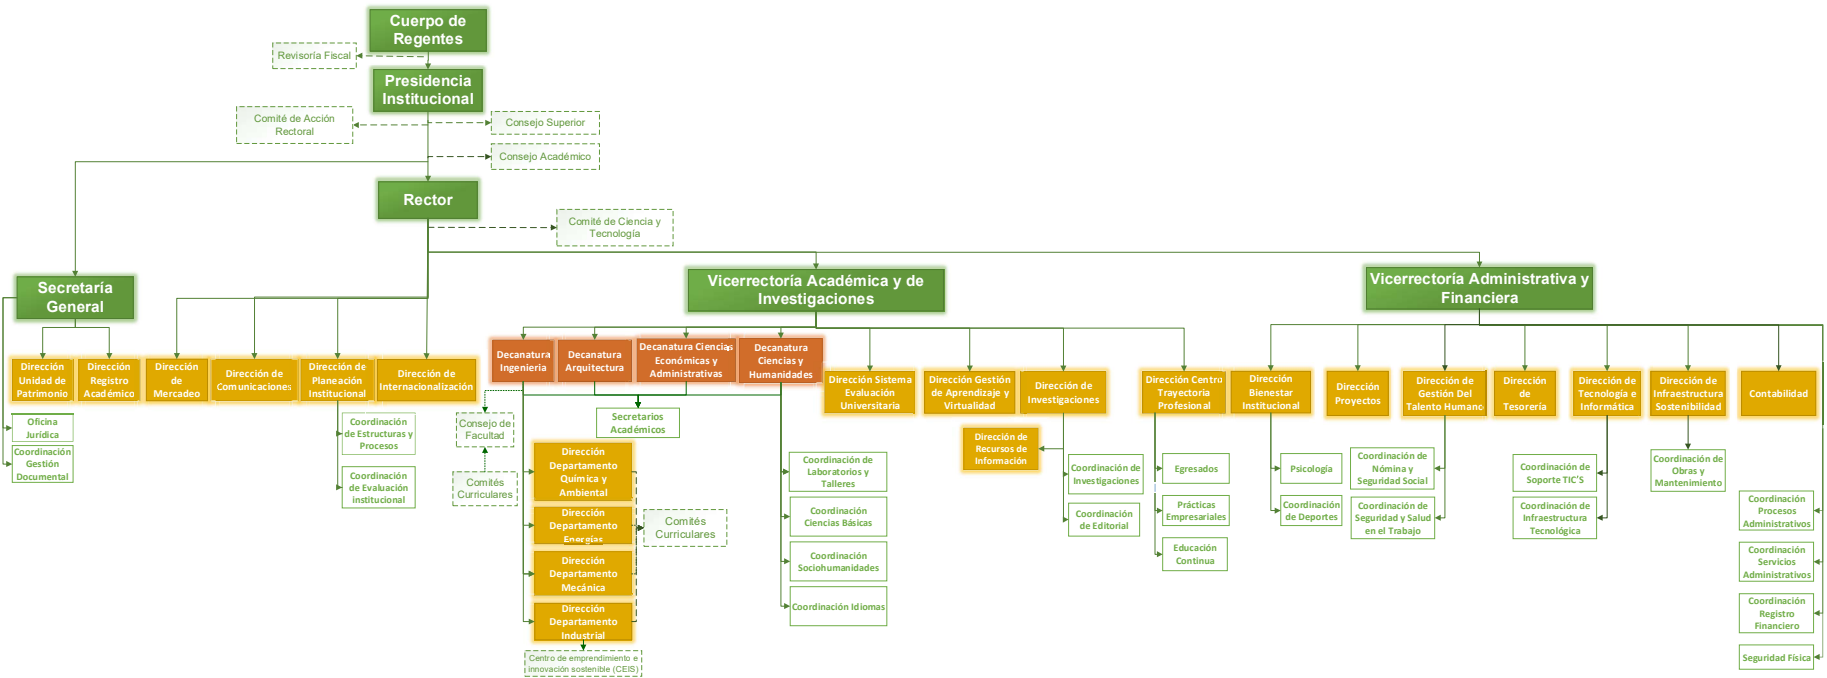 Cuerpo de
Regentes
Revisoría Fiscal
Presidencia
Institucional
Comité de Acción
Rectoral
Consejo Superior
Consejo Académico
Rector
Comité de Ciencia y
Tecnología
Secretaría
General
Vicerrectoría Académica y de
Investigaciones
Vicerrectoría Administrativa y
Financiera
Dirección
Unidad de
Patrimonio
Dirección
Registro
Académico
Dirección
de
Mercadeo
Dirección de
Comunicaciones
Dirección de
Planeación
Institucional
Dirección de
Internacionalización
Decanatura
Ingeniería
Decanatura
Arquitectura
Decanatura Ciencias
Económicas y
Administrativas
Decanatura
Ciencias y
Humanidades
Dirección Sistema
Evaluación
Universitaria
Dirección Gestión
de Aprendizaje y
Virtualidad
Dirección de
Investigaciones
Dirección Centro
Trayectoria
Profesional
Dirección
Bienestar
Institucional
Dirección
Proyectos
Dirección de
Gestión Del
Talento Humano
Dirección
de
Tesorería
Dirección de
Tecnología e
Informática
Dirección de
Infraestructura
Sostenibilidad
Contabilidad
Oficina
Jurídica
Coordinación
Gestión
Documental
Coordinación
de Estructuras y
Procesos
Coordinación
de Evaluación
institucional
Consejo de
Facultad
Comités
Curriculares
Secretarios
Académicos
Dirección
Departamento
Química y
Ambiental
Dirección
Departamento
Energías
Dirección
Departamento
Mecánica
Dirección
Departamento
Industrial
Centro de emprendimiento e
innovación sostenible (CEIS)
Comités
Curriculares
Coordinación de
Laboratorios y
Talleres
Coordinación
Ciencias Básicas
Coordinación
Sociohumanidades
Coordinación Idiomas
Dirección de
Recursos de
Información
Coordinación de
Investigaciones
Coordinación
de Editorial
Egresados
Prácticas
Empresariales
Educación
Continua
Psicología
Coordinación
de Deportes
Coordinación de
Nómina y
Seguridad Social
Coordinación de
Seguridad y Salud
en el Trabajo
Coordinación de
Soporte TIC'S
Coordinación de
Infraestructura
Tecnológica
Coordinación de
Obras y
Mantenimiento
Coordinación
Procesos
Administrativos
Coordinación
Servicios
Administrativos
Coordinación
Registro
Financiero
Seguridad Física